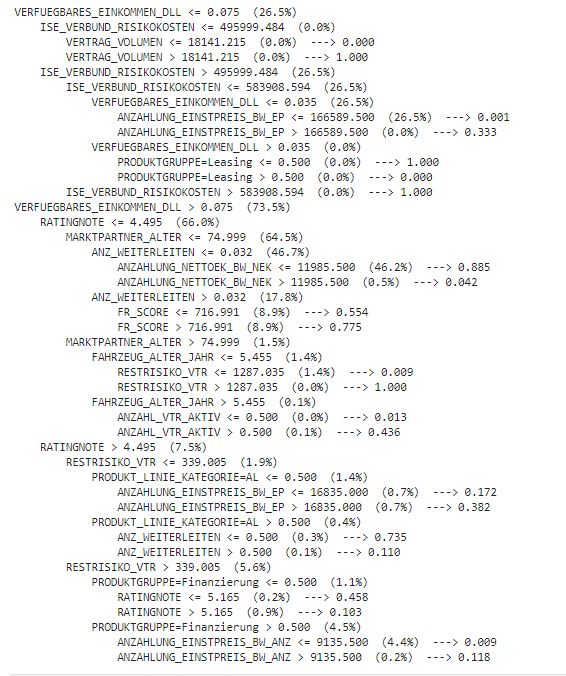 VERFUEGBARES_EINKOMMEN_DLL <= 0.075  (26.5%)
    ISE_VERBUND_RISIKOKOSTEN <= 495999.484  (0.0%)
        VERTRAG_VOLUMEN <= 18141.215  (0.0%)  ---> 0.000
        VERTRAG_VOLUMEN > 18141.215  (0.0%)  ---> 1.000
    ISE_VERBUND_RISIKOKOSTEN > 495999.484  (26.5%)
        ISE_VERBUND_RISIKOKOSTEN <= 583908.594  (26.5%)
            VERFUEGBARES_EINKOMMEN_DLL <= 0.035  (26.5%)
                ANZAHLUNG_EINSTPREIS_BW_EP <= 166589.500  (26.5%)  ---> 0.001
                ANZAHLUNG_EINSTPREIS_BW_EP > 166589.500  (0.0%)  ---> 0.333
            VERFUEGBARES_EINKOMMEN_DLL > 0.035  (0.0%)
                PRODUKTGRUPPE=Leasing <= 0.500  (0.0%)  ---> 1.000
                PRODUKTGRUPPE=Leasing > 0.500  (0.0%)  ---> 0.000
        ISE_VERBUND_RISIKOKOSTEN > 583908.594  (0.0%)  ---> 1.000
VERFUEGBARES_EINKOMMEN_DLL > 0.075  (73.5%)
    RATINGNOTE <= 4.495  (66.0%)
        MARKTPARTNER_ALTER <= 74.999  (64.5%)
            ANZ_WEITERLEITEN <= 0.032  (46.7%)
                ANZAHLUNG_NETTOEK_BW_NEK <= 11985.500  (46.2%)  ---> 0.885
                ANZAHLUNG_NETTOEK_BW_NEK > 11985.500  (0.5%)  ---> 0.042
            ANZ_WEITERLEITEN > 0.032  (17.8%)
                FR_SCORE <= 716.991  (8.9%)  ---> 0.554
                FR_SCORE > 716.991  (8.9%)  ---> 0.775
        MARKTPARTNER_ALTER > 74.999  (1.5%)
            FAHRZEUG_ALTER_JAHR <= 5.455  (1.4%)
                RESTRISIKO_VTR <= 1287.035  (1.4%)  ---> 0.009
                RESTRISIKO_VTR > 1287.035  (0.0%)  ---> 1.000
            FAHRZEUG_ALTER_JAHR > 5.455  (0.1%)
                ANZAHL_VTR_AKTIV <= 0.500  (0.0%)  ---> 0.013
                ANZAHL_VTR_AKTIV > 0.500  (0.1%)  ---> 0.436
    RATINGNOTE > 4.495  (7.5%)
        RESTRISIKO_VTR <= 339.005  (1.9%)
            PRODUKT_LINIE_KATEGORIE=AL <= 0.500  (1.4%)
                ANZAHLUNG_EINSTPREIS_BW_EP <= 16835.000  (0.7%)  ---> 0.172
                ANZAHLUNG_EINSTPREIS_BW_EP > 16835.000  (0.7%)  ---> 0.382
            PRODUKT_LINIE_KATEGORIE=AL > 0.500  (0.4%)
                ANZ_WEITERLEITEN <= 0.500  (0.3%)  ---> 0.735
                ANZ_WEITERLEITEN > 0.500  (0.1%)  ---> 0.110
        RESTRISIKO_VTR > 339.005  (5.6%)
            PRODUKTGRUPPE=Finanzierung <= 0.500  (1.1%)
                RATINGNOTE <= 5.165  (0.2%)  ---> 0.458
                RATINGNOTE > 5.165  (0.9%)  ---> 0.103
            PRODUKTGRUPPE=Finanzierung > 0.500  (4.5%)
                ANZAHLUNG_EINSTPREIS_BW_ANZ <= 9135.500  (4.4%)  ---> 0.009
                ANZAHLUNG_EINSTPREIS_BW_ANZ > 9135.500  (0.2%)  ---> 0.118